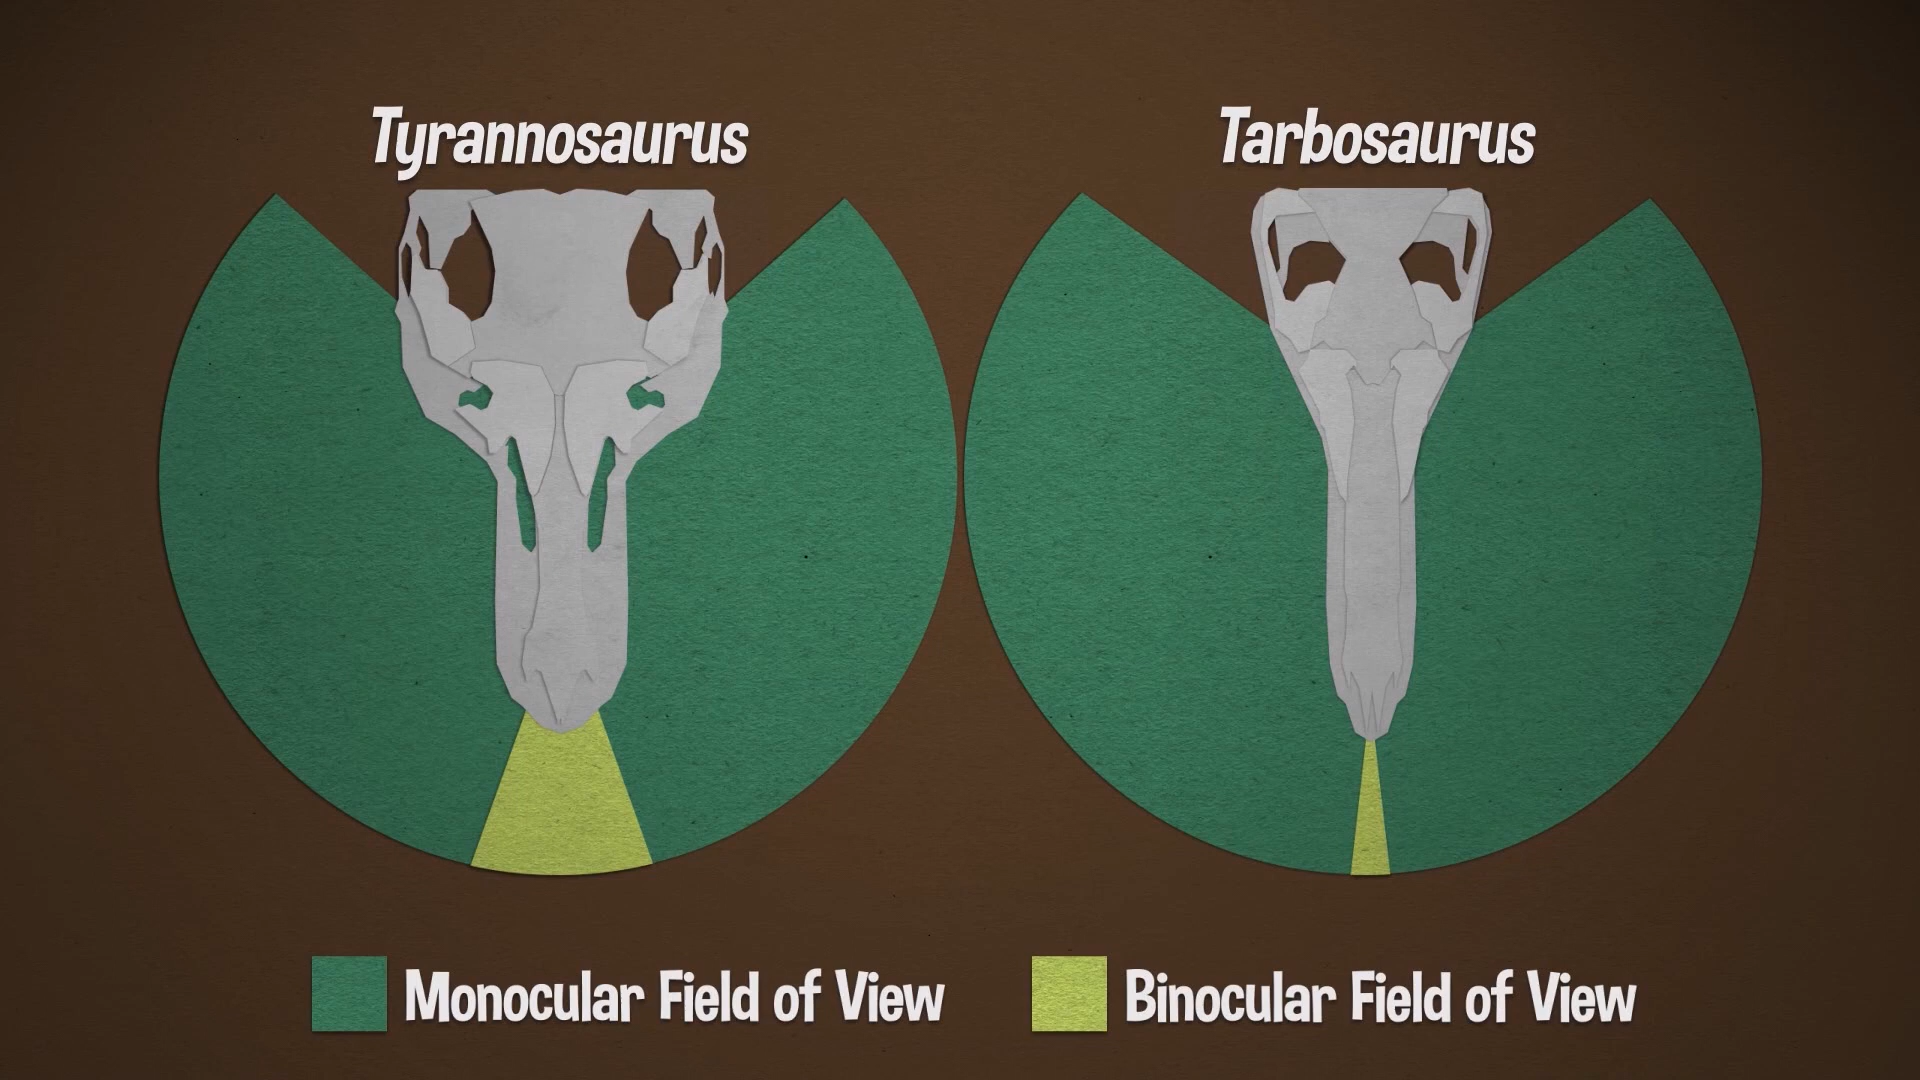 Tyrannosaurus
Tarbosaurus
Monocular Field of View
Binocular Field of View